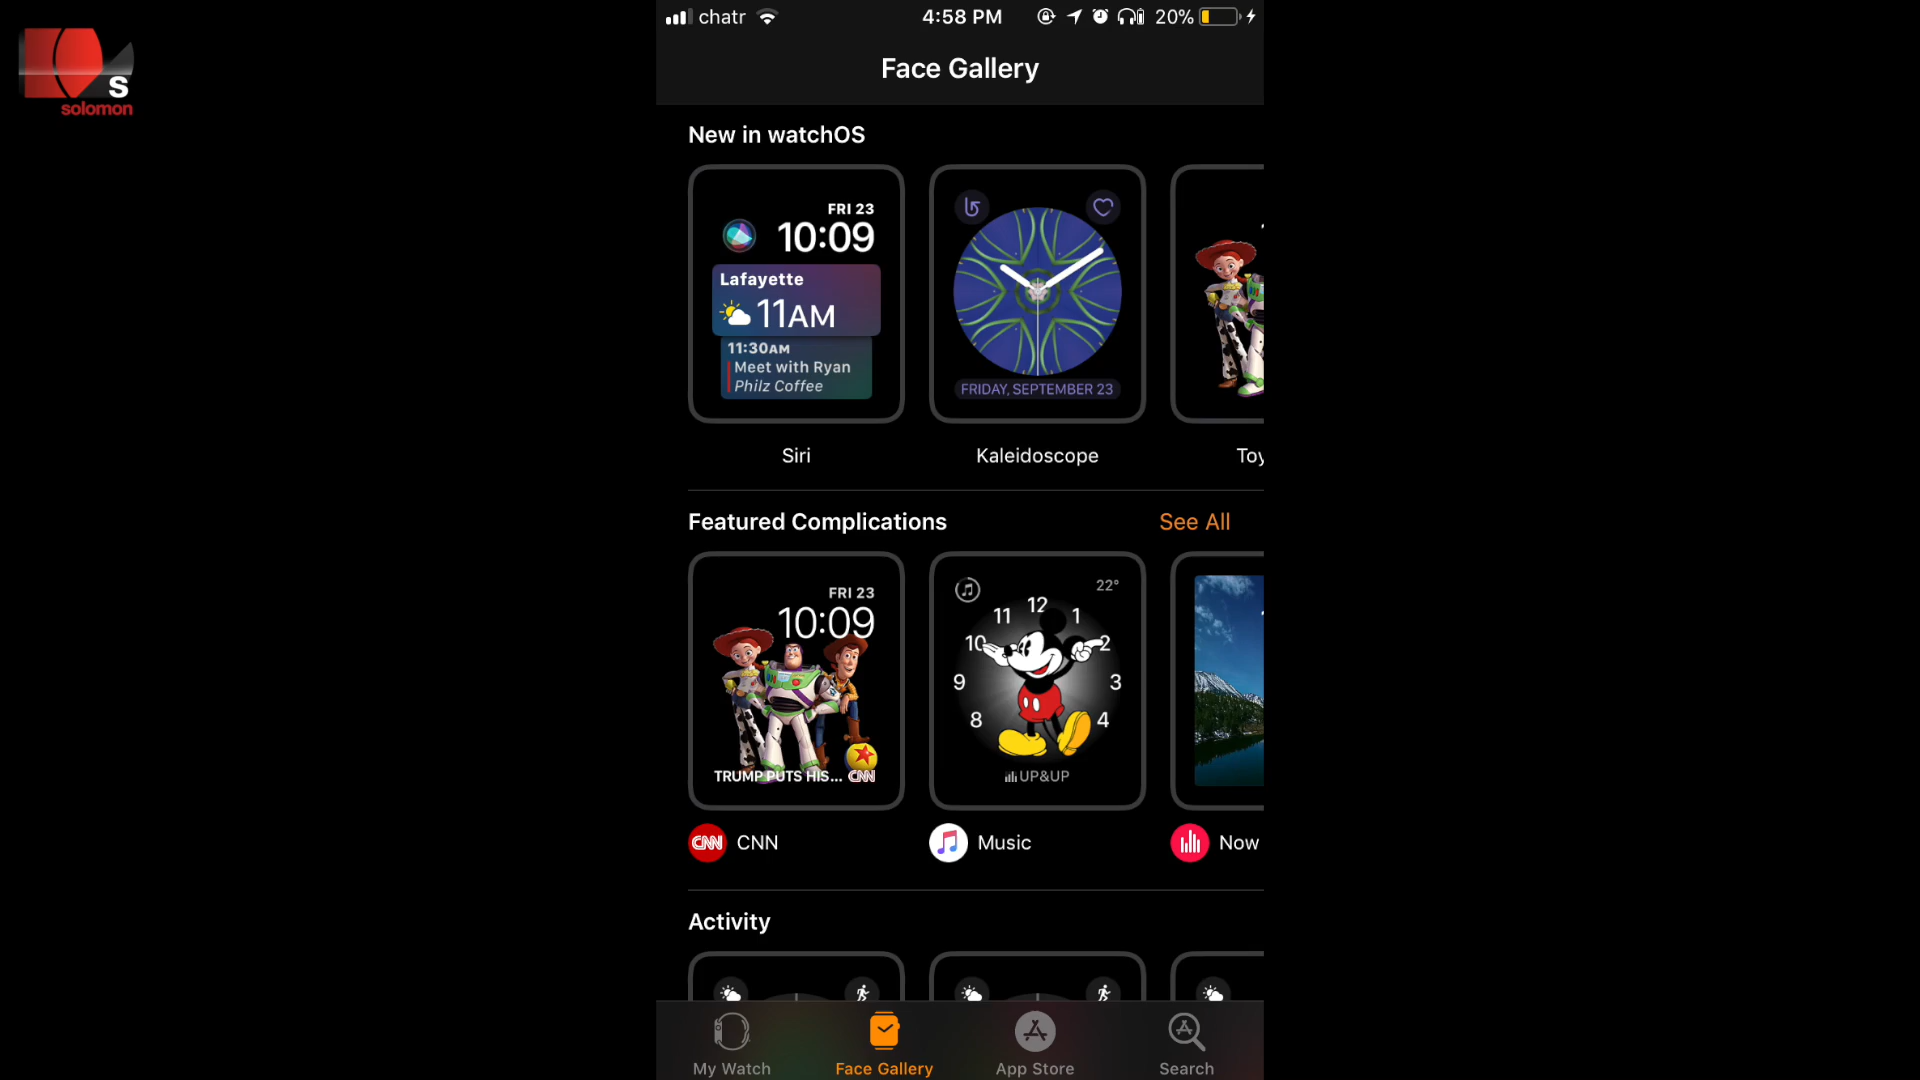 s
solomon
chatr 4:58 PM 20%
Face Gallery
New in watchOS
FRI 23
10:09
Lafayette
11AM
11:30AM
Meet with Ryan
Philz Coffee
FRIDAY, SEPTEMBER 23
Siri Kaleidoscope Toy
Featured Complications See All
FRI 23
10:09
TRUMP PUTS HIS... CNN
22°
12
11 1
10 2
9 3
8 4
UP&UP
CNN CNN Music Now
Activity
My Watch Face Gallery App Store Search